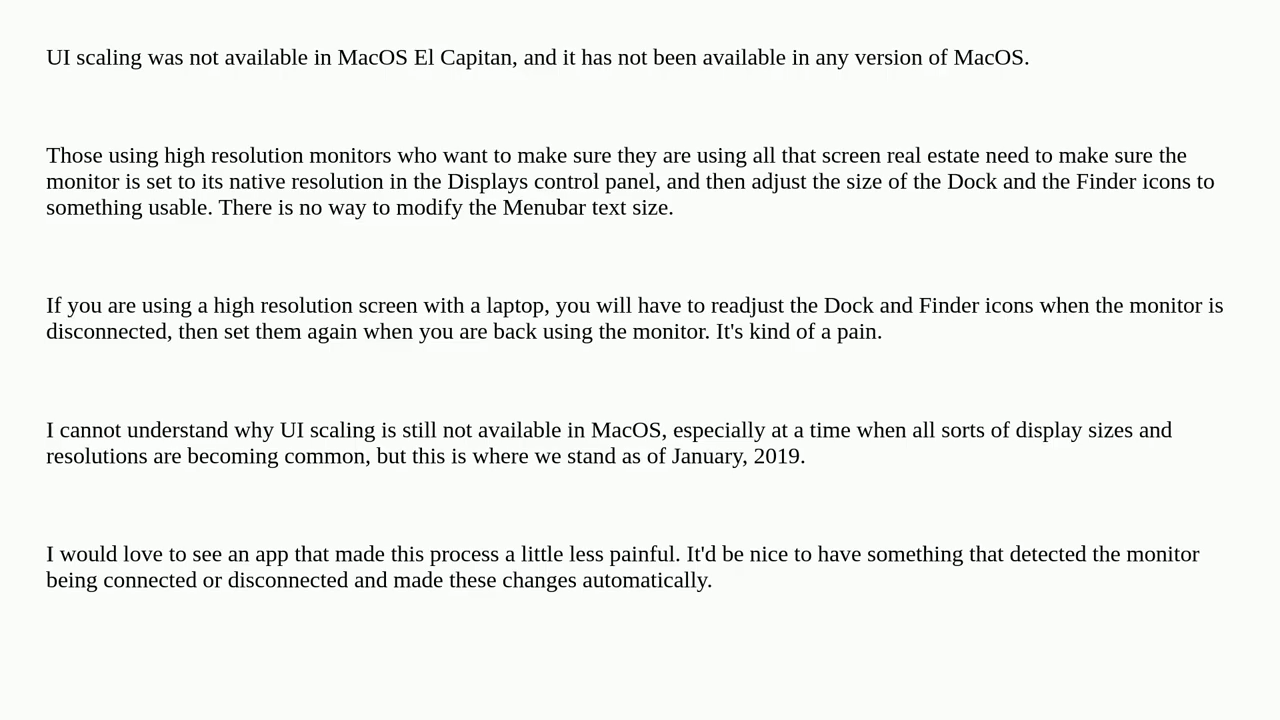 UI scaling was not available in MacOS El Capitan, and it has not been available in any version of MacOS.
Those using high resolution monitors who want to make sure they are using all that screen real estate need to make sure the
monitor is set to its native resolution in the Displays control panel, and then adjust the size of the Dock and the Finder icons to
something usable. There is no way to modify the Menubar text size.
If you are using a high resolution screen with a laptop, you will have to readjust the Dock and Finder icons when the monitor is
disconnected, then set them again when you are back using the monitor. It's kind of a pain.
I cannot understand why UI scaling is still not available in MacOS, especially at a time when all sorts of display sizes and
resolutions are becoming common, but this is where we stand as of January, 2019.
I would love to see an app that made this process a little less painful. It'd be nice to have something that detected the monitor
being connected or disconnected and made these changes automatically.